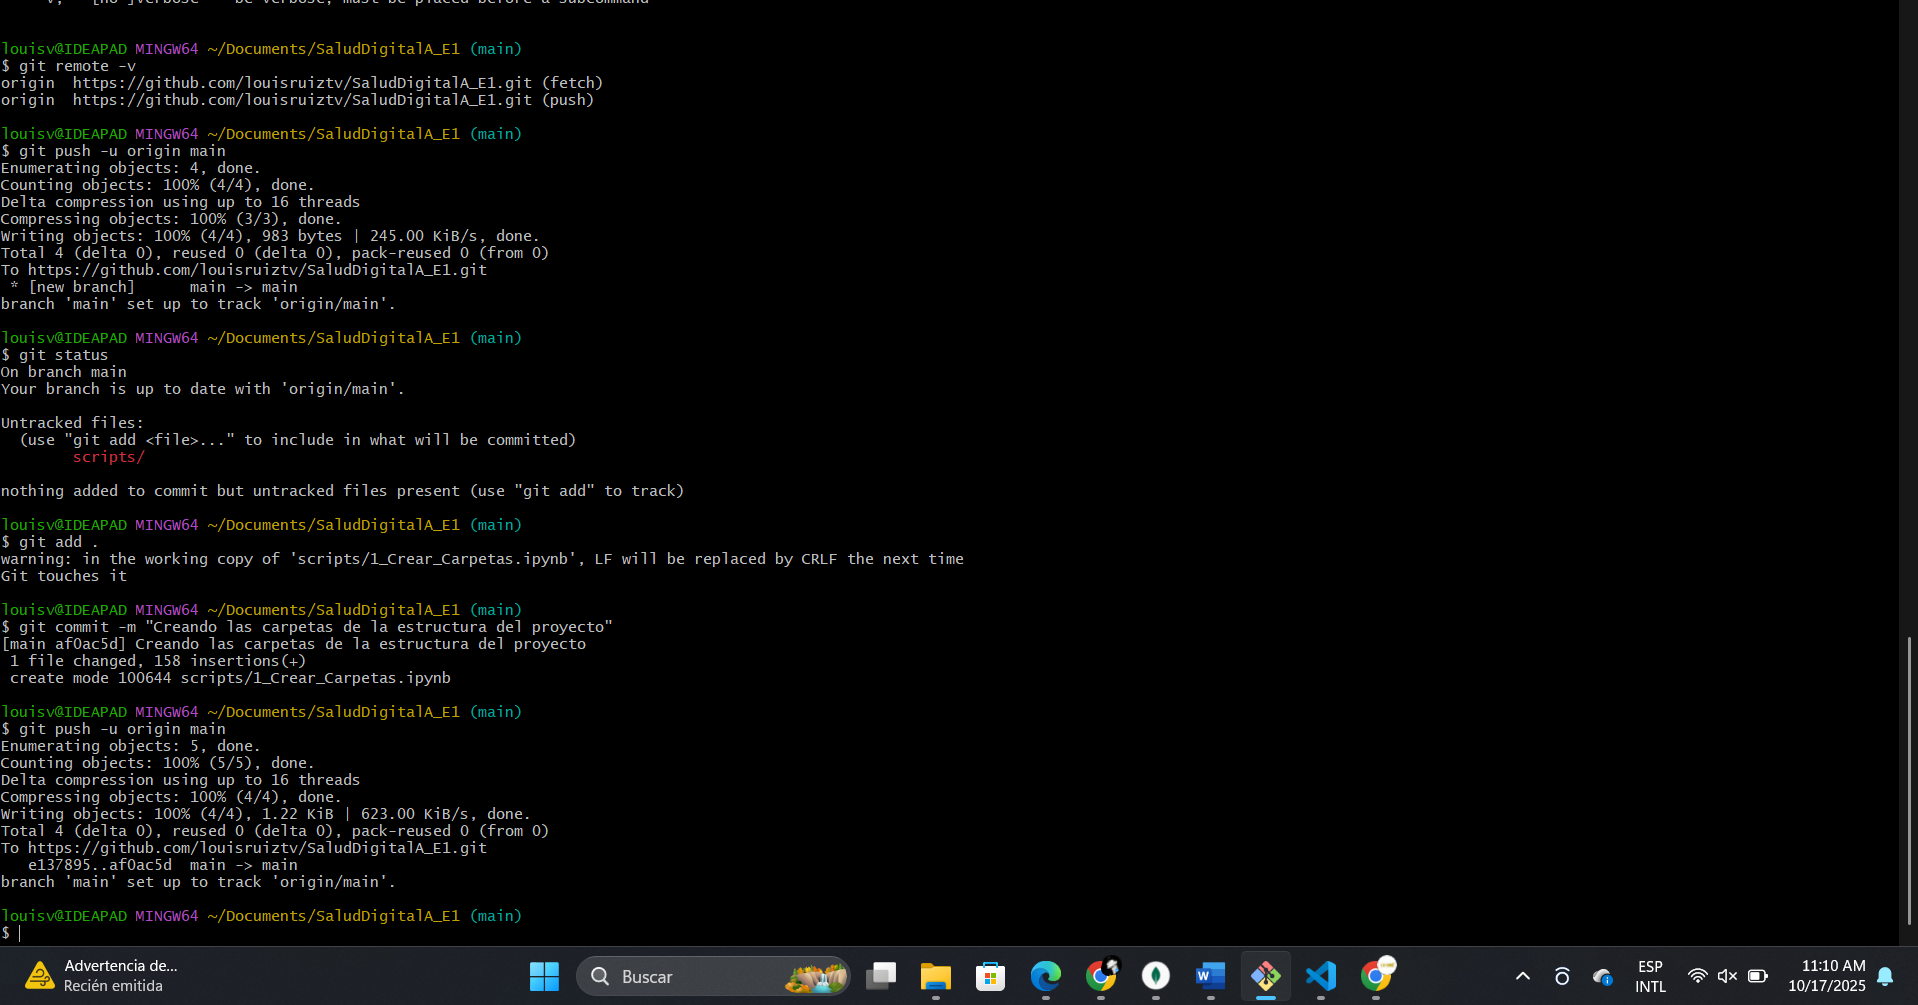 v, --[no-]verbose    be verbose; must be placed before a subcommand
louisv@IDEAPAD MINGW64 ~/Documents/SaludDigitalA_E1 (main)
$ git remote -v
origin  https://github.com/louisruiztv/SaludDigitalA_E1.git (fetch)
origin  https://github.com/louisruiztv/SaludDigitalA_E1.git (push)
louisv@IDEAPAD MINGW64 ~/Documents/SaludDigitalA_E1 (main)
$ git push -u origin main
Enumerating objects: 4, done.
Counting objects: 100% (4/4), done.
Delta compression using up to 16 threads
Compressing objects: 100% (3/3), done.
Writing objects: 100% (4/4), 983 bytes | 245.00 KiB/s, done.
Total 4 (delta 0), reused 0 (delta 0), pack-reused 0 (from 0)
To https://github.com/louisruiztv/SaludDigitalA_E1.git
 * [new branch]      main -> main
branch 'main' set up to track 'origin/main'.
louisv@IDEAPAD MINGW64 ~/Documents/SaludDigitalA_E1 (main)
$ git status
On branch main
Your branch is up to date with 'origin/main'.
Untracked files:
  (use "git add <file>..." to include in what will be committed)
        scripts/
nothing added to commit but untracked files present (use "git add" to track)
louisv@IDEAPAD MINGW64 ~/Documents/SaludDigitalA_E1 (main)
$ git add .
warning: in the working copy of 'scripts/1_Crear_Carpetas.ipynb', LF will be replaced by CRLF the next time
Git touches it
louisv@IDEAPAD MINGW64 ~/Documents/SaludDigitalA_E1 (main)
$ git commit -m "Creando las carpetas de la estructura del proyecto"
[main af0ac5d] Creando las carpetas de la estructura del proyecto
 1 file changed, 158 insertions(+)
 create mode 100644 scripts/1_Crear_Carpetas.ipynb
louisv@IDEAPAD MINGW64 ~/Documents/SaludDigitalA_E1 (main)
$ git push -u origin main
Enumerating objects: 5, done.
Counting objects: 100% (5/5), done.
Delta compression using up to 16 threads
Compressing objects: 100% (4/4), done.
Writing objects: 100% (4/4), 1.22 KiB | 623.00 KiB/s, done.
Total 4 (delta 0), reused 0 (delta 0), pack-reused 0 (from 0)
To https://github.com/louisruiztv/SaludDigitalA_E1.git
   e137895..af0ac5d  main -> main
branch 'main' set up to track 'origin/main'.
louisv@IDEAPAD MINGW64 ~/Documents/SaludDigitalA_E1 (main)
$
Advertencia de...
Recién emitida
Buscar
ESP
INTL
11:10 AM
10/17/2025